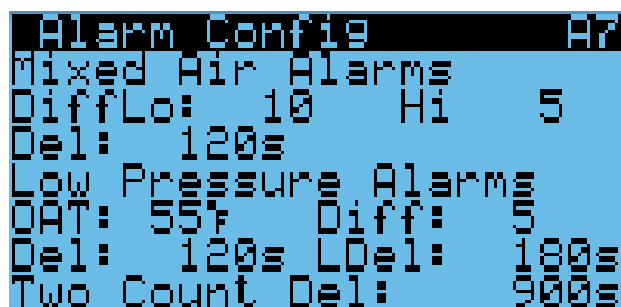 Alarm Config A7
Mixed Air Alarms
DiffLo: 10 Hi 5
Del: 120s
Low Pressure Alarms
OAT: 55°F Diff: 5
Del: 120s LDel: 180s
Two Count Del: 900s